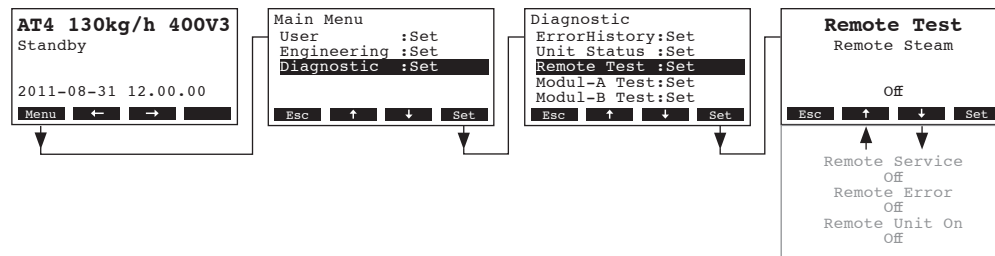 AT4 130kg/h 400V3
Standby
2011-08-31 12.00.00
Menu ← →
Main Menu
User :Set
Engineering :Set
Diagnostic :Set
Esc ↑ ↓ Set
Diagnostic
ErrorHistory:Set
Unit Status :Set
Remote Test :Set
Modul-A Test:Set
Modul-B Test:Set
Esc ↑ ↓ Set
Remote Test
Remote Steam
Off
Esc ↑ ↓ Set
Remote Service
Off
Remote Error
Off
Remote Unit On
Off